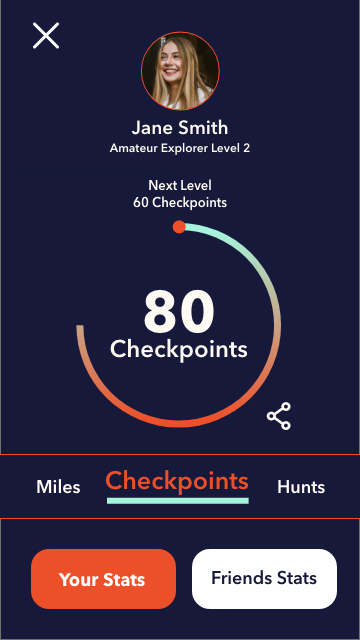 Jane Smith
Amateur Explorer Level 2
Next Level
60 Checkpoints
80
Checkpoints
Miles
Checkpoints
Hunts
Your Stats
Friends Stats